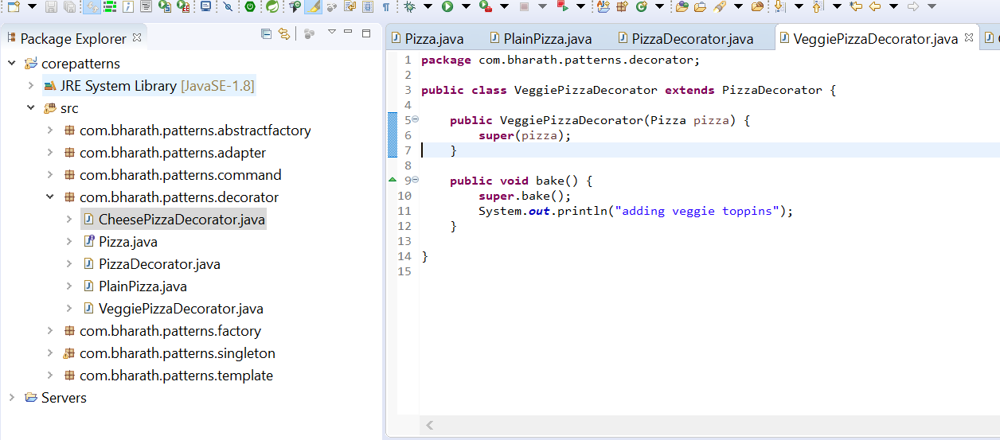 Package Explorer
corepatterns
JRE System Library [JavaSE-1.8]
src
com.bharath.patterns.abstractfactory
com.bharath.patterns.adapter
com.bharath.patterns.command
com.bharath.patterns.decorator
CheesePizzaDecorator.java
Pizza.java
PizzaDecorator.java
PlainPizza.java
VeggiePizzaDecorator.java
com.bharath.patterns.factory
com.bharath.patterns.singleton
com.bharath.patterns.template
Servers
Pizza.java PlainPizza.java PizzaDecorator.java VeggiePizzaDecorator.java
1 package com.bharath.patterns.decorator;
2
3 public class VeggiePizzaDecorator extends PizzaDecorator {
4
5 public VeggiePizzaDecorator(Pizza pizza) {
6 super(pizza);
7 }
8
9 public void bake() {
10 super.bake();
11 System.out.println("adding veggie toppins");
12 }
13
14 }
15